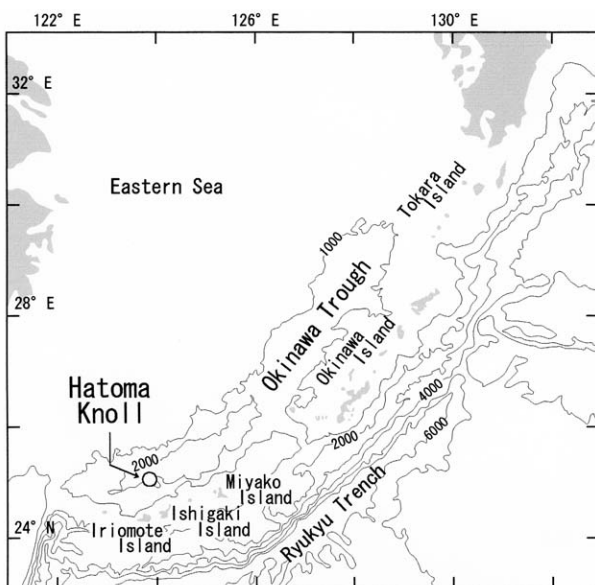 122° E
126° E
130° E
32° E
Eastern Sea
Tokara
Island
1000
Okinawa Trough
28° E
Okinawa
Island
Hatoma
Knoll
4000
2000
6000
2000
Miyako
Island
Ryukyu Trench
Ishigaki
Island
24° N
Iriomote
Island